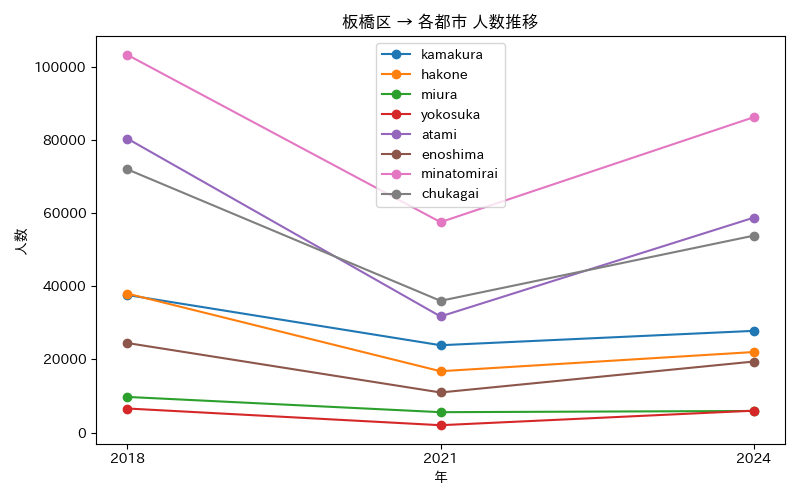 板橋区 → 各都市 人数推移
kamakura
hakone
miura
yokosuka
atami
enoshima
minatomirai
chukagai
人数
100000
80000
60000
40000
20000
0
2018
2021
2024
年